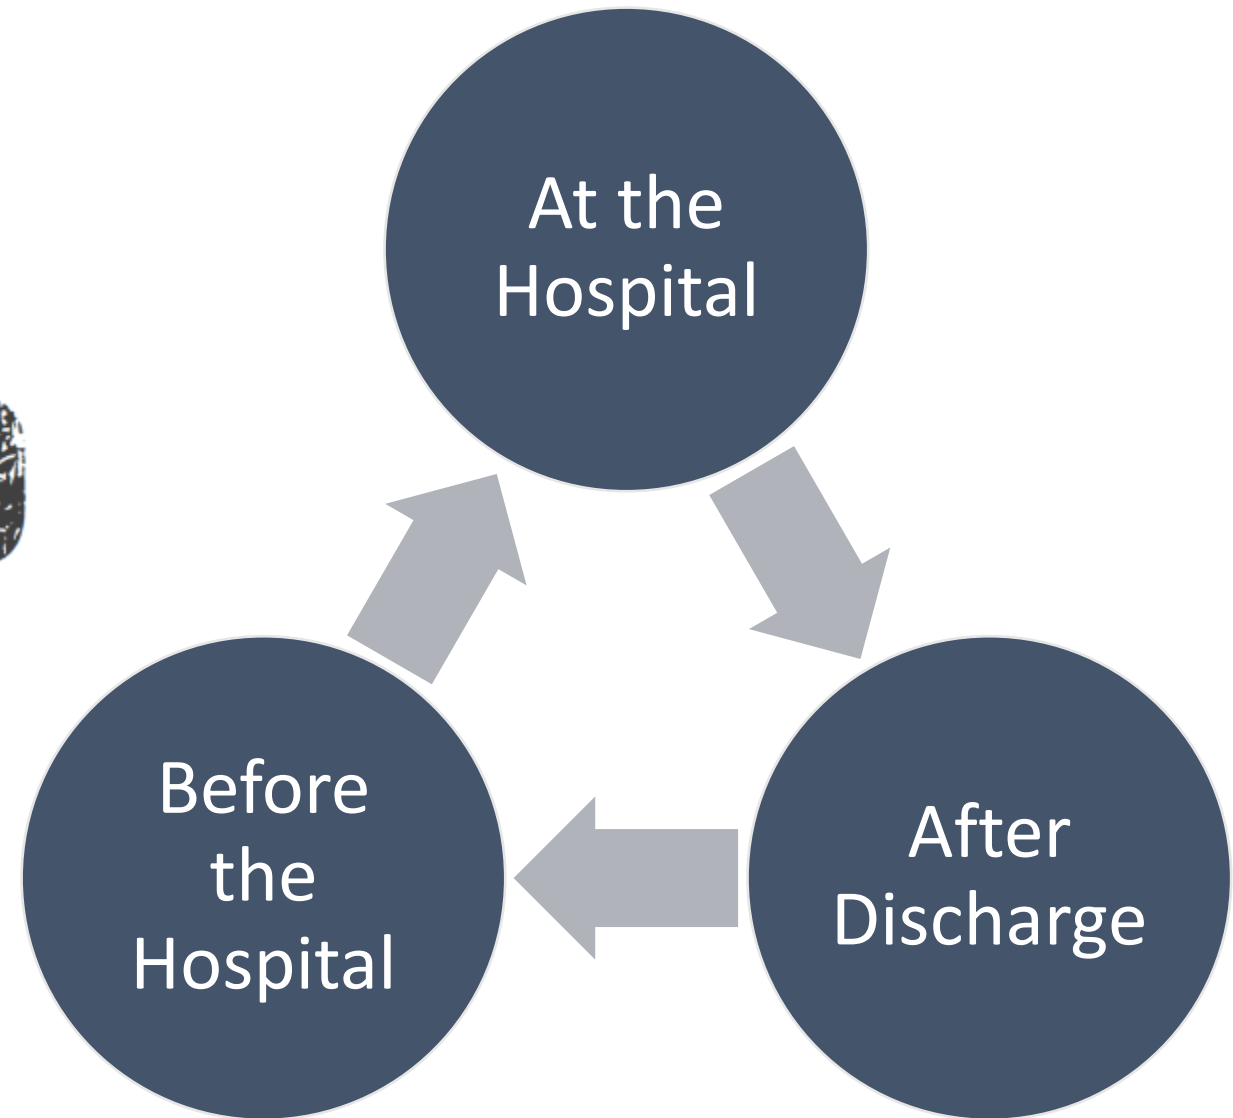 At the
Hospital
After
Discharge
Before
the
Hospital